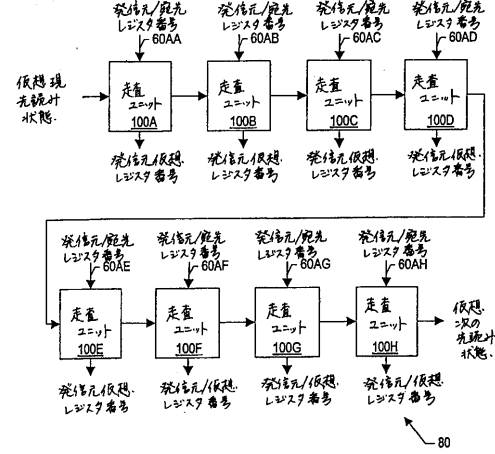 発信元/宛先
レジスタ番号
60AA
発信元/宛先
レジスタ番号
60AB
発信元/宛先
レジスタ番号
60AC
発信元/宛先
レジスタ番号
60AD
仮想現
先読み
状態.
走査
ユニット
100A
走査
ユニット
100B
走査
ユニット
100C
走査
ユニット
100D
発信元仮想.
レジスタ番号
発信元仮想.
レジスタ番号
発信元仮想.
レジスタ番号
発信元仮想.
レジスタ番号
発信元/宛先
レジスタ番号
60AE
発信元/宛先
レジスタ番号
60AF
発信元/宛先
レジスタ番号
60AG
発信元/宛先
レジスタ番号
60AH
走査
ユニット
100E
走査
ユニット
100F
走査
ユニット
100G
走査
ユニット
100H
仮想.
次の
先読み
状態.
発信元仮想.
レジスタ番号
発信元/仮想.
レジスタ番号
発信元/仮想.
レジスタ番号
発信元/仮想.
レジスタ番号
80